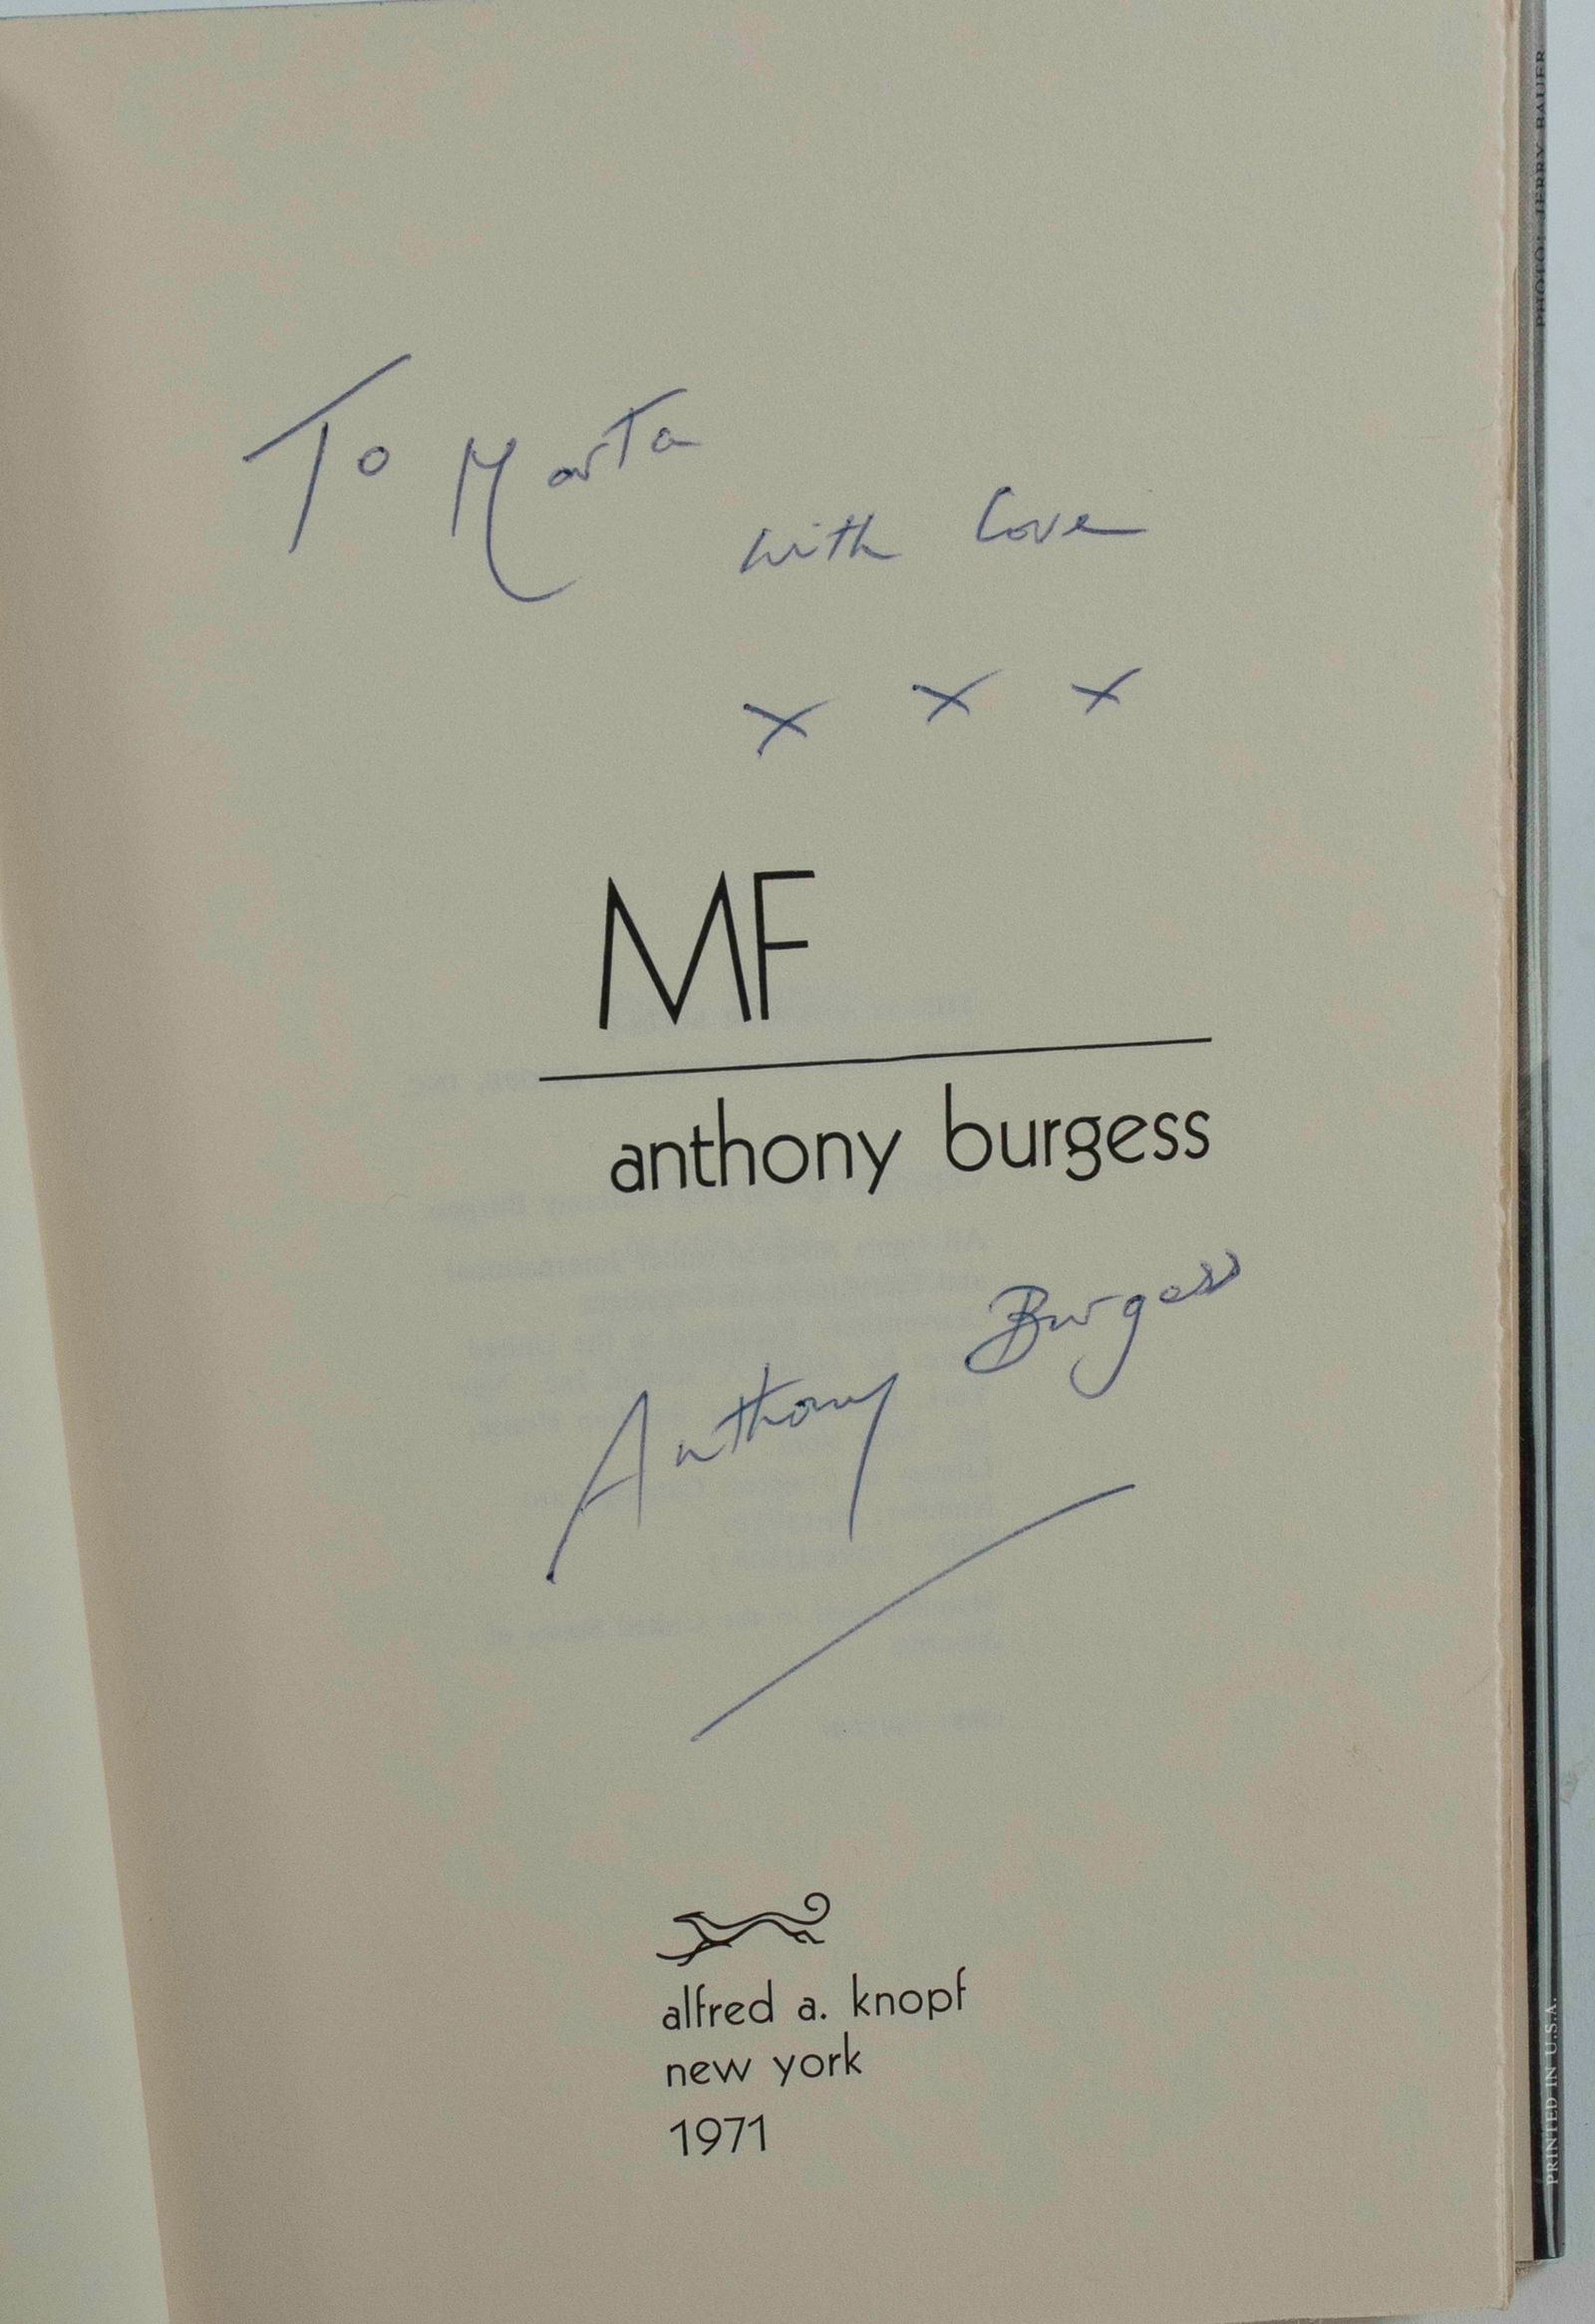 To Marta
with love
x x x
MF
anthony burgess
Anthony Burgess
alfred a. knopf
new york
1971
PHOTO: JERRY BAUER
PRINTED IN U.S.A.